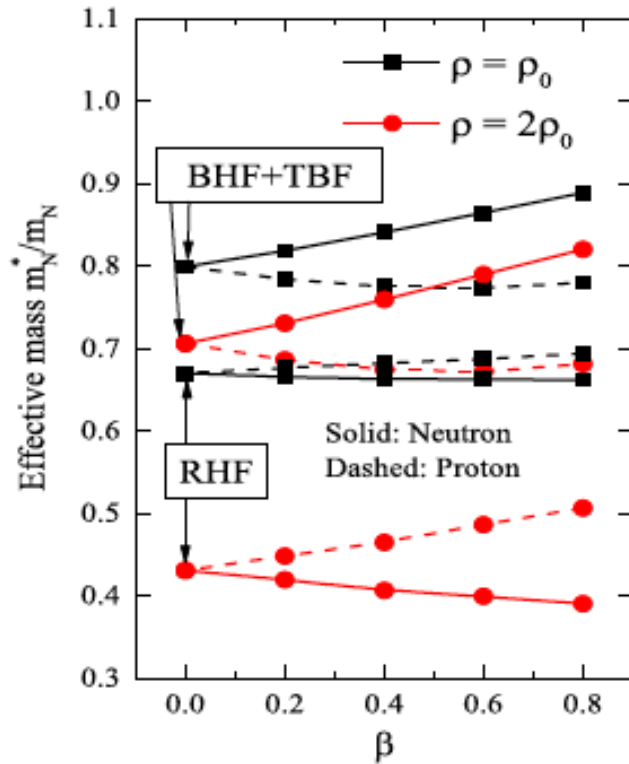 1.1
1.0
0.9
0.8
0.7
0.6
0.5
0.4
0.3
Effective mass m*N/mN
ρ = ρ0
ρ = 2ρ0
BHF+TBF
Solid: Neutron
Dashed: Proton
RHF
0.0 0.2 0.4 0.6 0.8
β